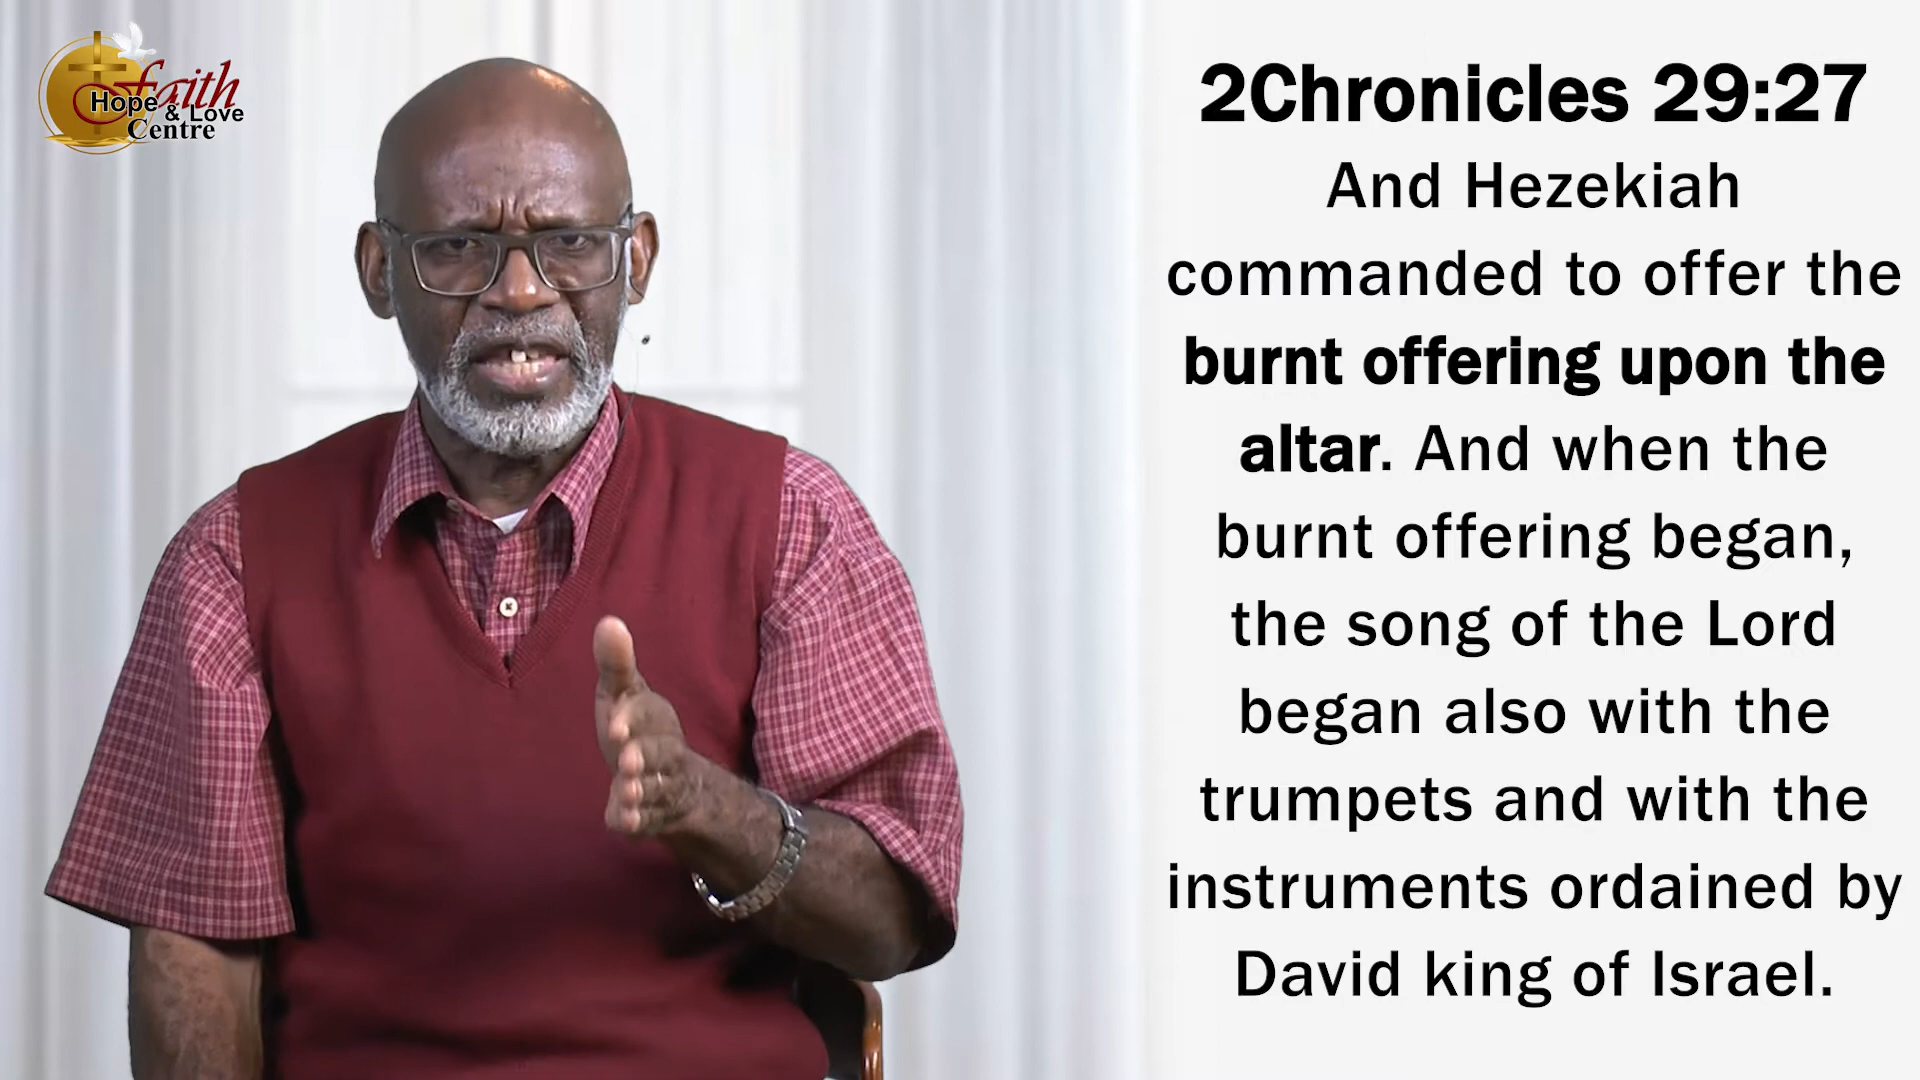 faith
Hope
& Love
Centre
2Chronicles 29:27
And Hezekiah
commanded to offer the
burnt offering upon the
altar. And when the
burnt offering began,
the song of the Lord
began also with the
trumpets and with the
instruments ordained by
David king of Israel.